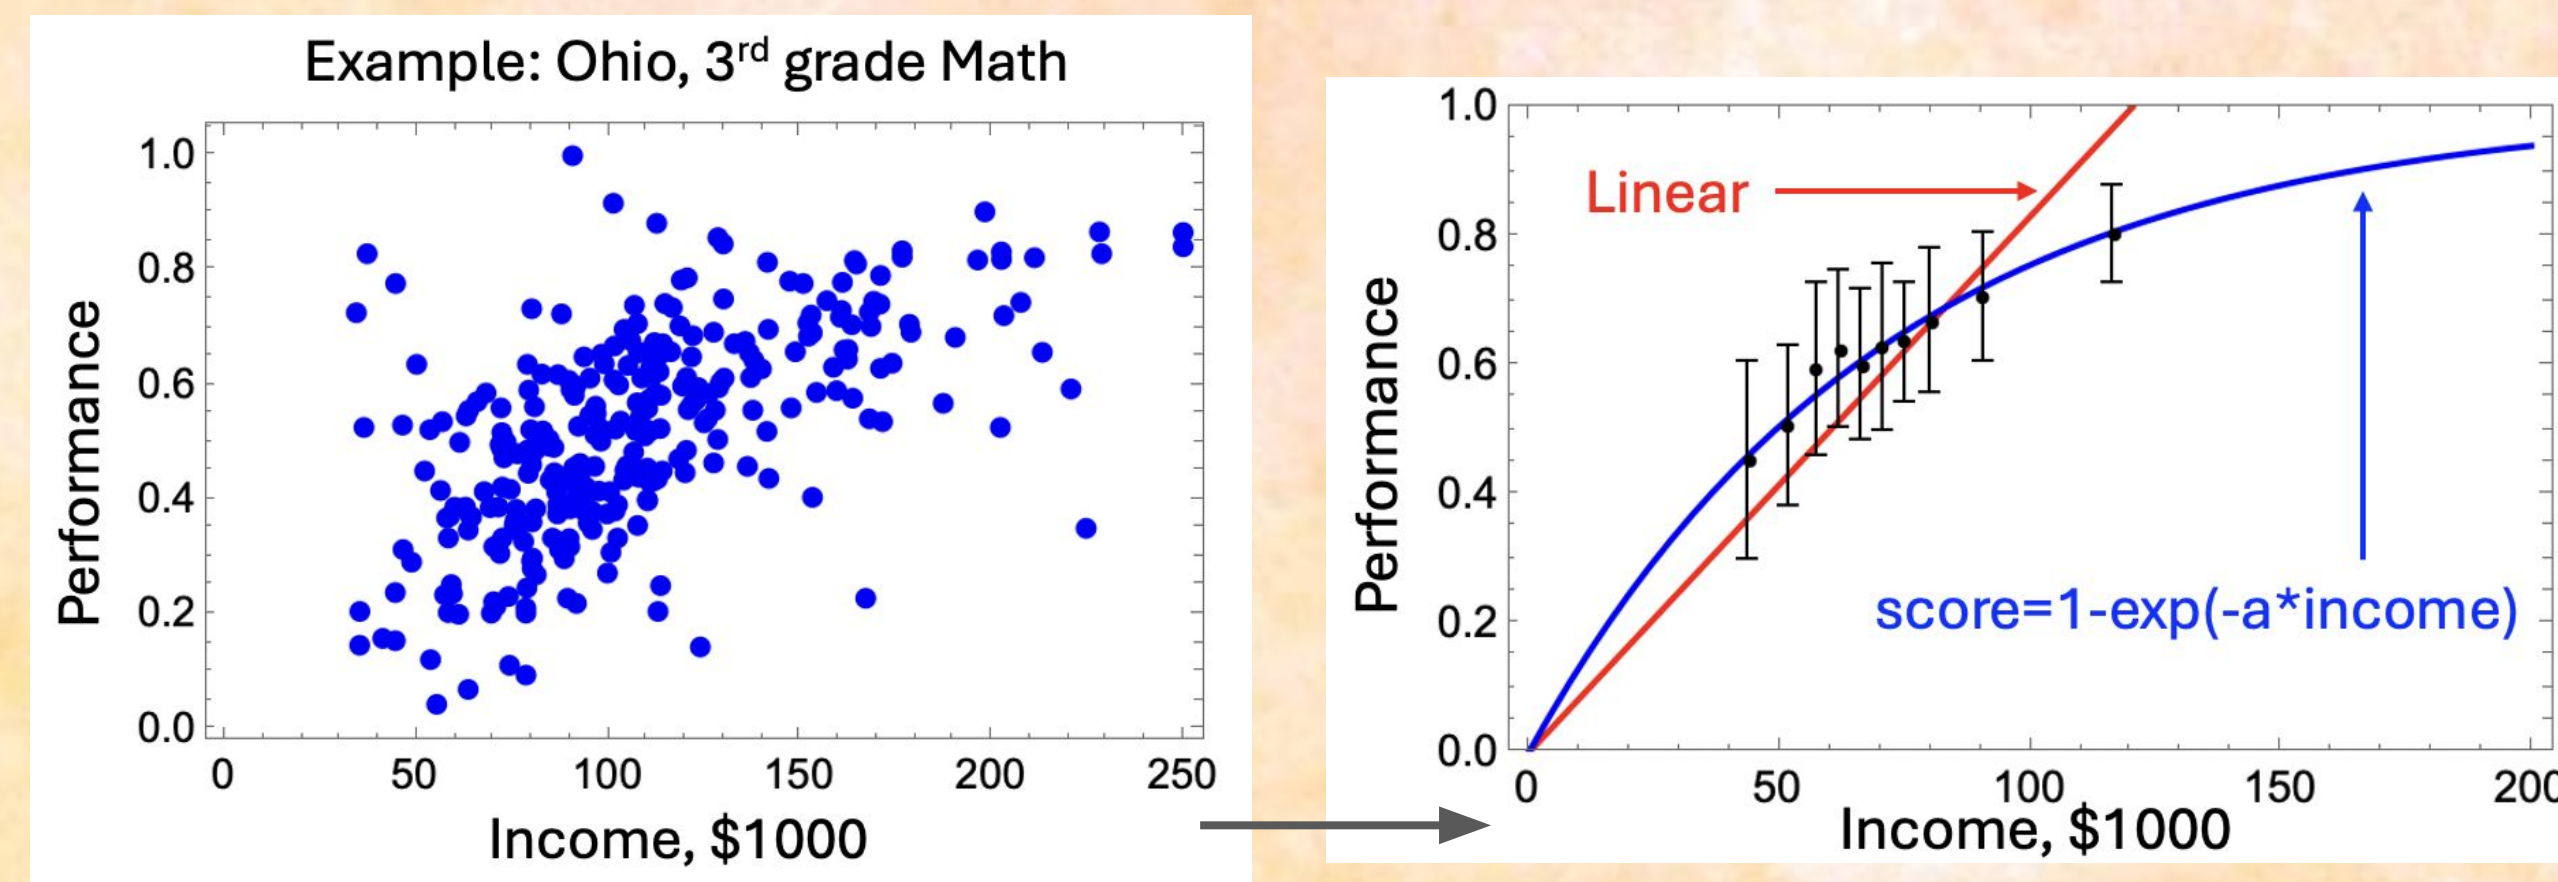 Example: Ohio, 3rd grade Math
1.0
0.8
0.6
0.4
0.2
0.0
Performance
0 50 100 150 200 250
Income, $1000
1.0
0.8
0.6
0.4
0.2
0.0
Performance
Linear
score=1-exp(-a*income)
0 50 100 150 200
Income, $1000